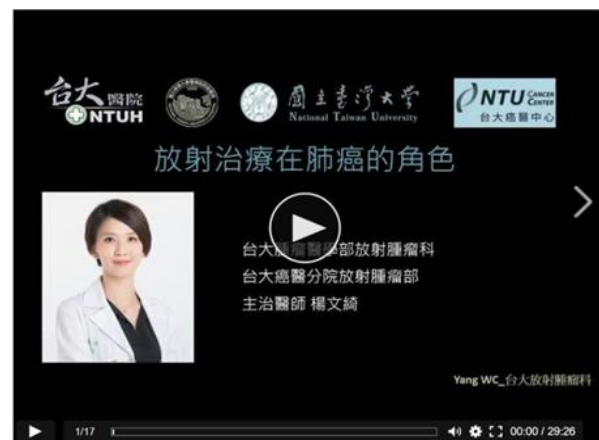 台大醫院
NTUH
國立臺灣大學
National Taiwan University
NTU CANCER CENTER
台大癌醫中心
放射治療在肺癌的角色
台大腫瘤醫學部放射腫瘤科
台大癌醫分院放射腫瘤部
主治醫師 楊文綺
Yang WC_台大放射腫瘤科
1/17
00:00 / 29:26